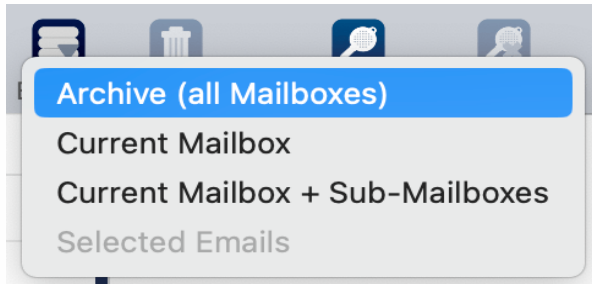 Archive (all Mailboxes)
Current Mailbox
Current Mailbox + Sub-Mailboxes
Selected Emails